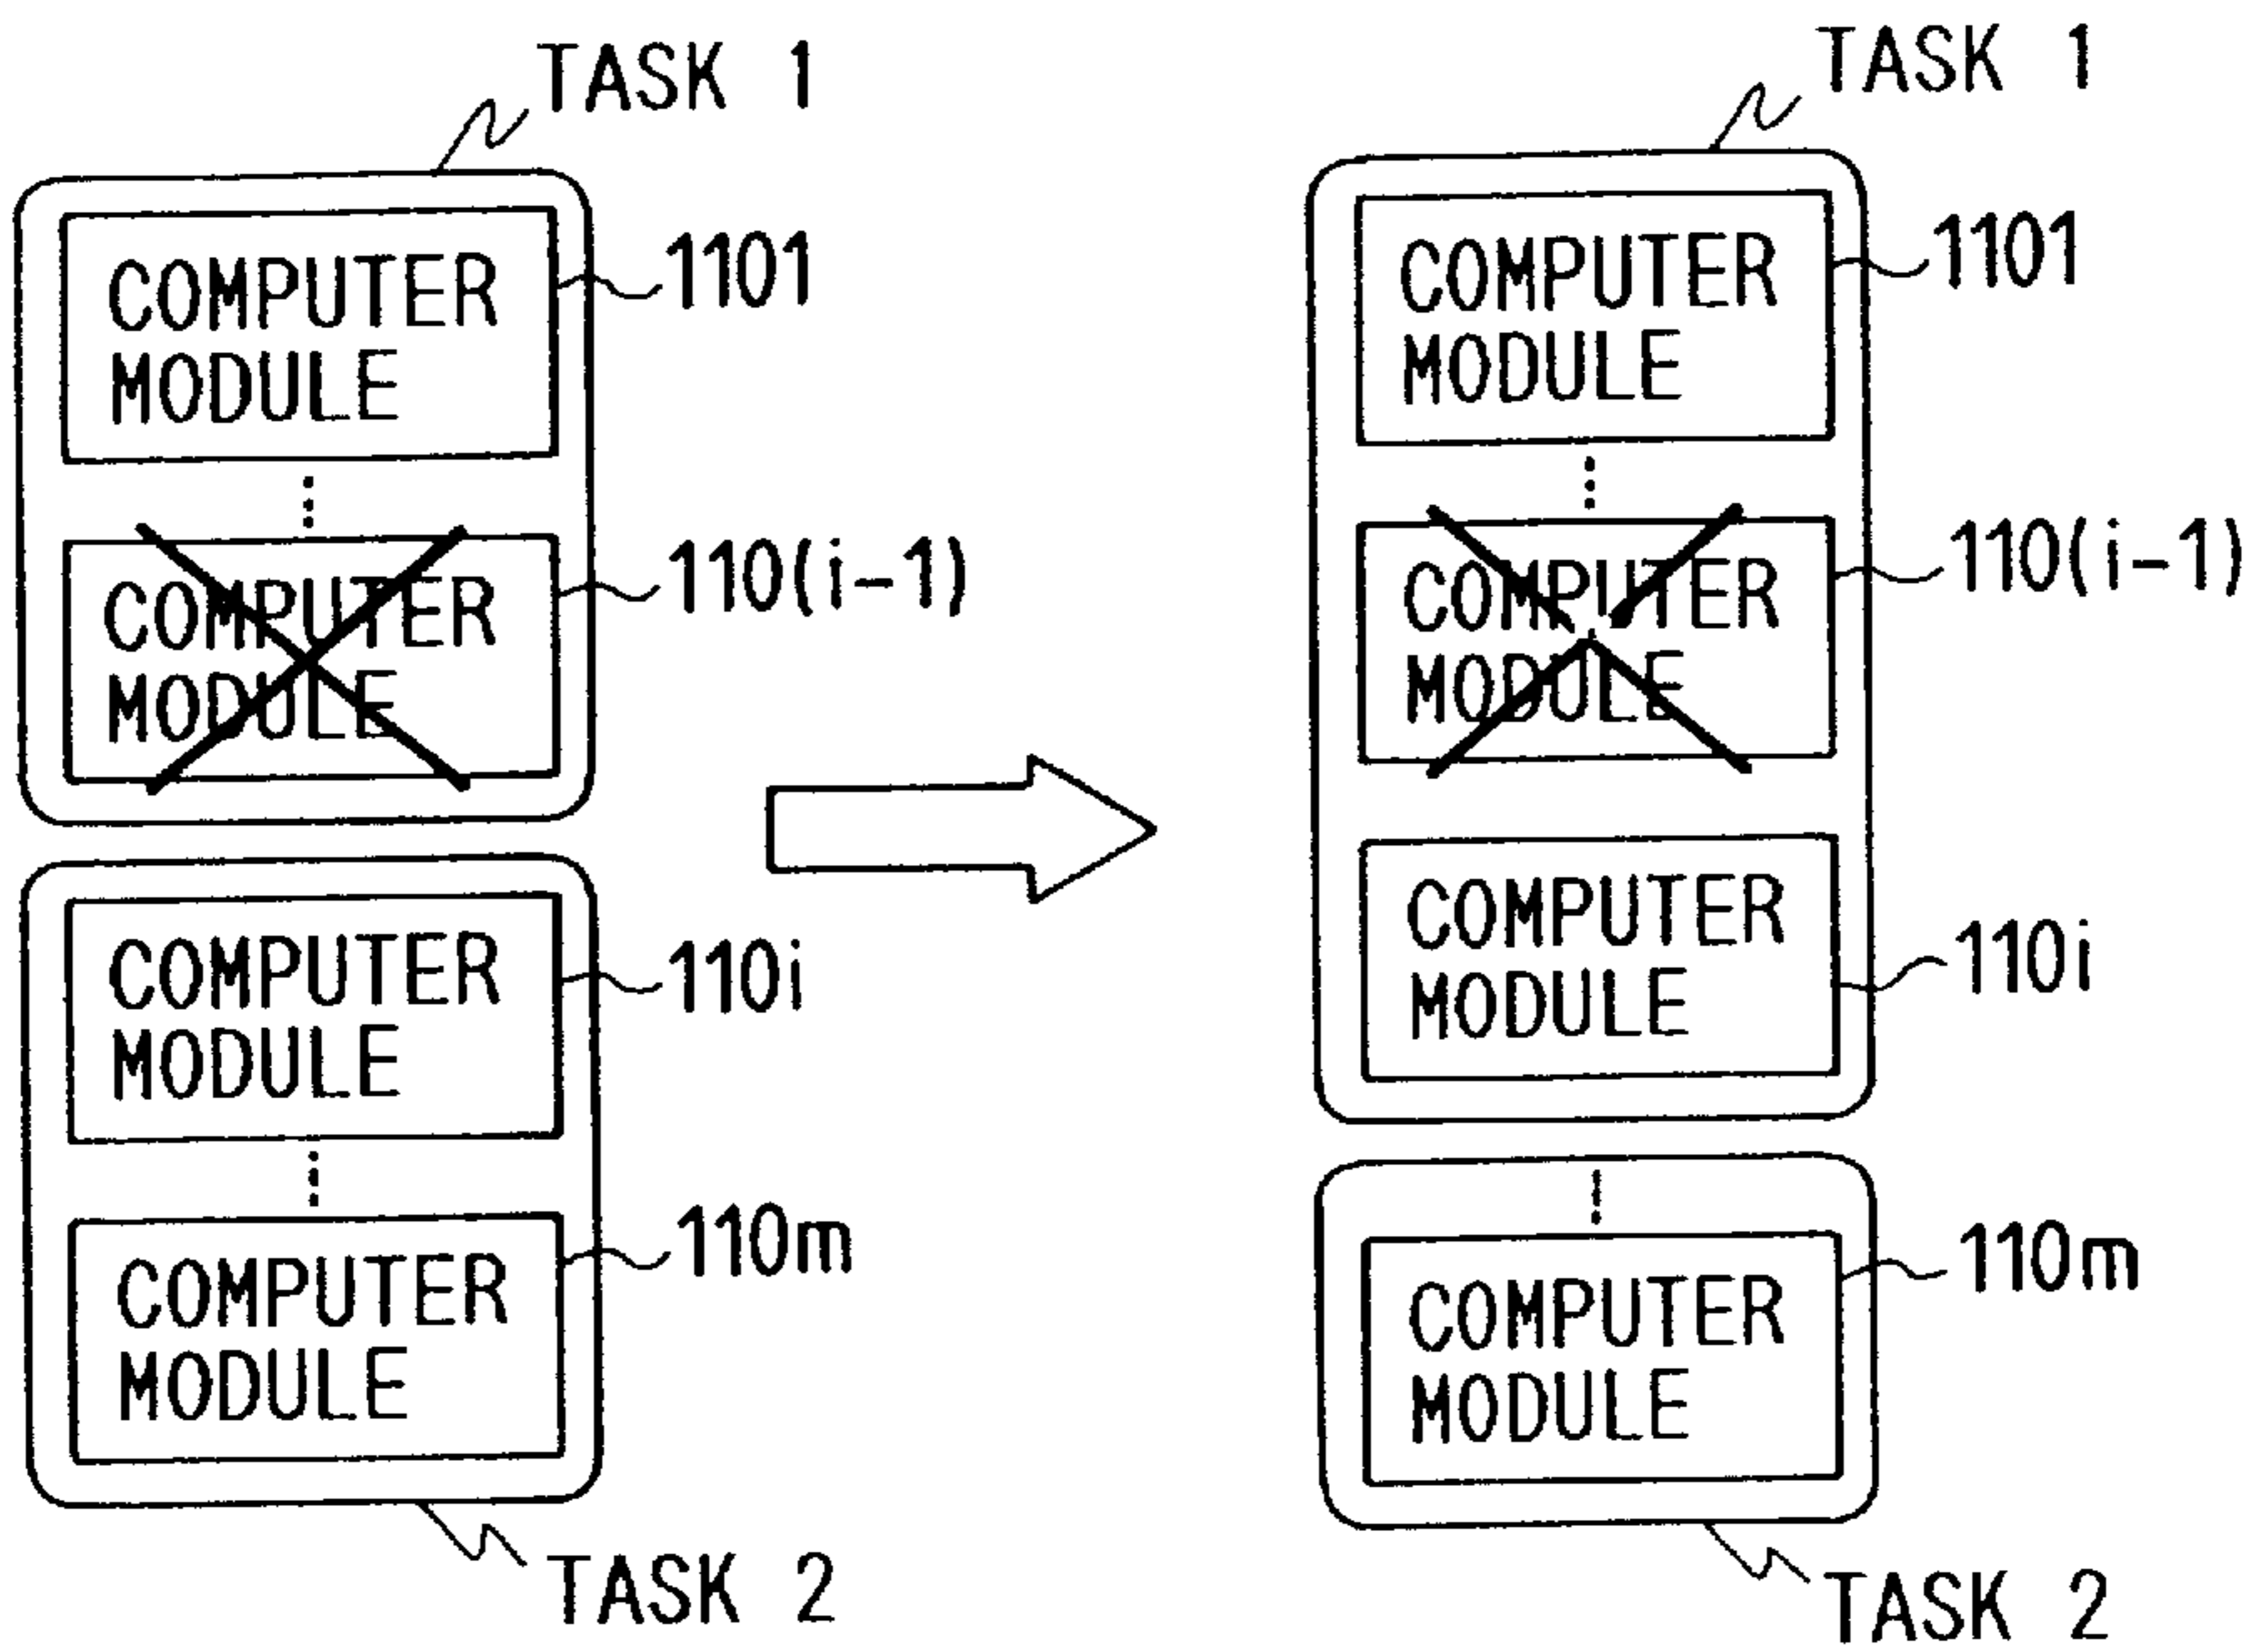 TASK 1
COMPUTER
MODULE
1101
COMPUTER
MODULE
110(i-1)
COMPUTER
MODULE
110i
COMPUTER
MODULE
110m
TASK 2
TASK 1
COMPUTER
MODULE
1101
COMPUTER
MODULE
110(i-1)
COMPUTER
MODULE
110i
COMPUTER
MODULE
110m
TASK 2